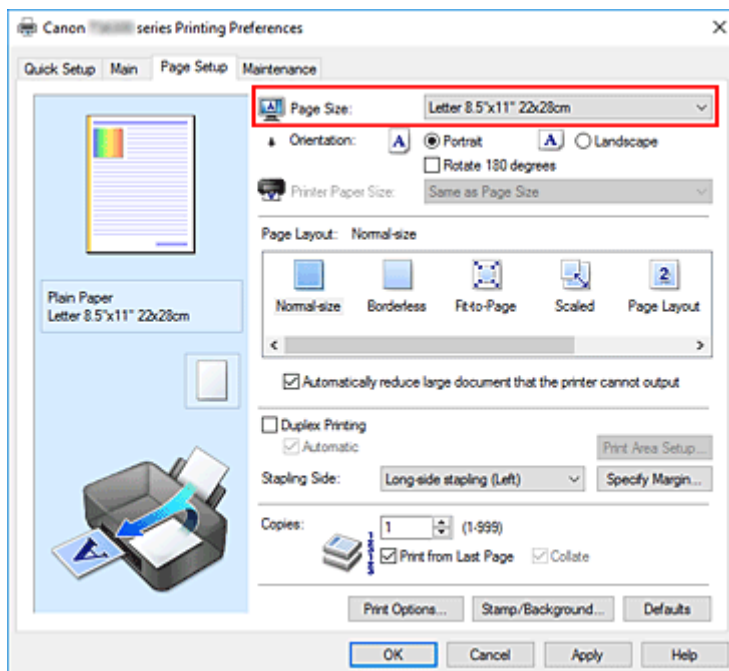 Canon series Printing Preferences
Quick Setup Main Page Setup Maintenance
Page Size: Letter 8.5"x11" 22x28cm
Orientation: A Portrait A Landscape
Rotate 180 degrees
Printer Paper Size: Same as Page Size
Page Layout: Normal-size
2
Normal-size Borderless Fit-to-Page Scaled Page Layout
Plain Paper
Letter 8.5"x11" 22x28cm
Automatically reduce large document that the printer cannot output
Duplex Printing
Automatic Print Area Setup...
Stapling Side: Long-side stapling (Left) Specify Margin...
Copies: 1 (1-999)
Print from Last Page Collate
A
Print Options... Stamp/Background... Defaults
OK Cancel Apply Help